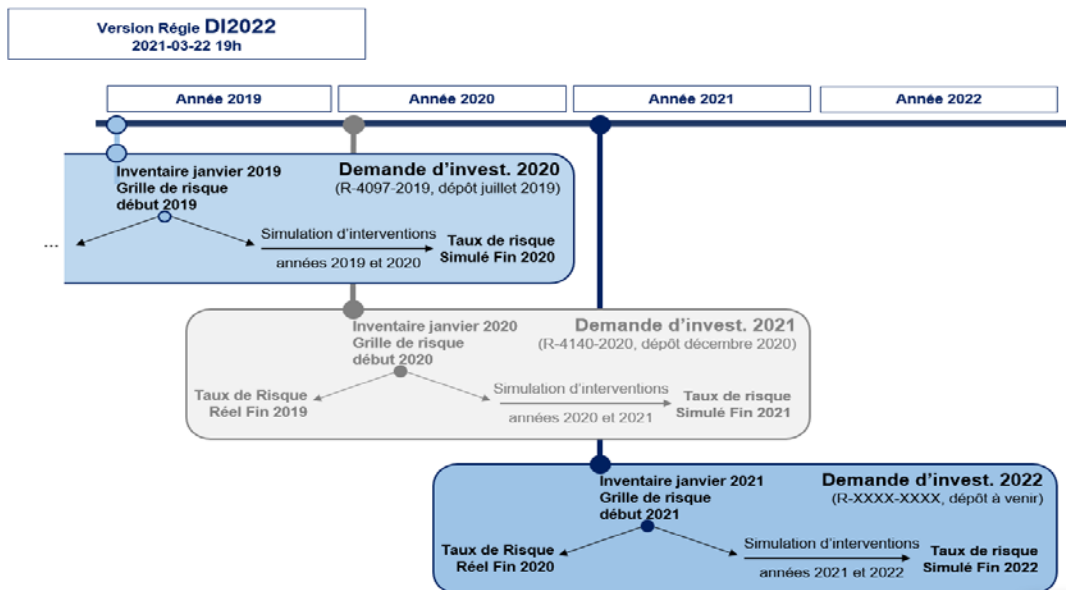 Version Régie DI2022
2021-03-22 19h
Année 2019
Année 2020
Année 2021
Année 2022
Inventaire janvier 2019
Grille de risque
début 2019
Demande d’invest. 2020
(R-4097-2019, dépôt juillet 2019)
...
Simulation d’interventions
années 2019 et 2020
Taux de risque
Simulé Fin 2020
Inventaire janvier 2020
Grille de risque
début 2020
Demande d’invest. 2021
(R-4140-2020, dépôt décembre 2020)
Taux de Risque
Réel Fin 2019
Simulation d’interventions
années 2020 et 2021
Taux de risque
Simulé Fin 2021
Inventaire janvier 2021
Grille de risque
début 2021
Demande d’invest. 2022
(R-XXXX-XXXX, dépôt à venir)
Taux de Risque
Réel Fin 2020
Simulation d’interventions
années 2021 et 2022
Taux de risque
Simulé Fin 2022